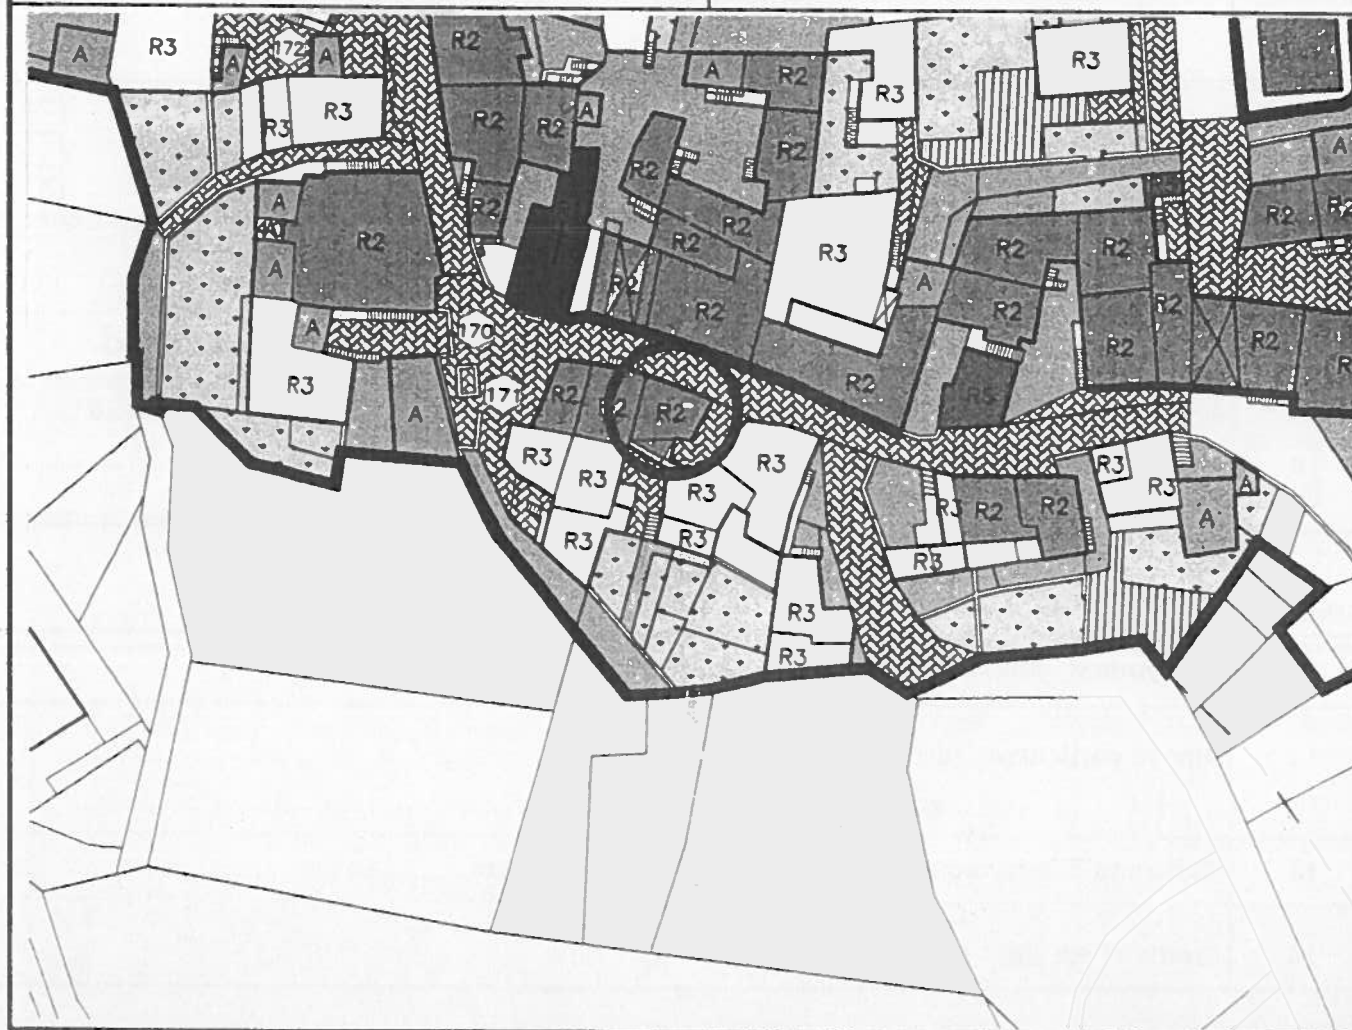 R3 172 A R2
A A R3
R3 R3 R2 R2 A
A R2 R3 R3
A R2 R2 R2
A R2 R2 R2 R2 R2
A R2 R3 A R2 R2
R2 R2 R2
170 A R2 R2 R2 R2
R3 171 R2 R2 R2 R5
A R3 R3 R3 R3 R3
R3 R3 R3 R2 R2 R3 A A
R3
R3
R3